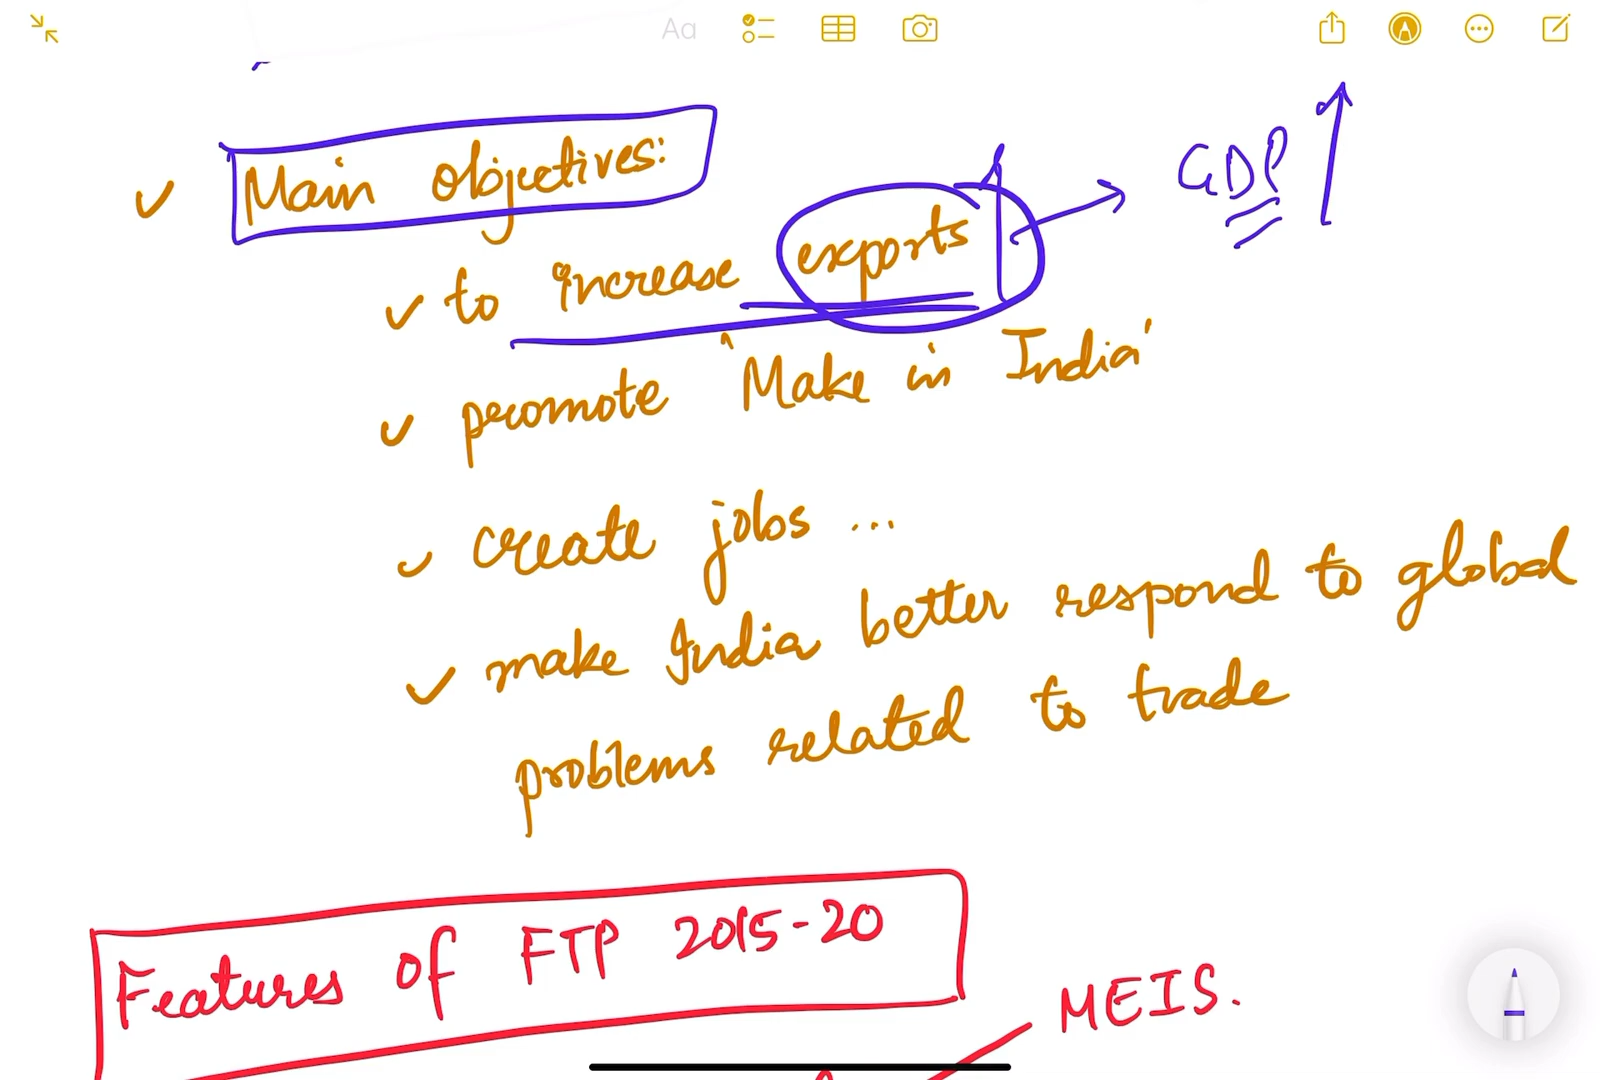 Aa
✓ Main objectives:
✓ to increase exports ↑ → GDP ↑
✓ promote 'Make in India'
✓ create jobs ...
✓ make India better respond to global
problems related to trade
Features of FTP 2015-20
MEIS.